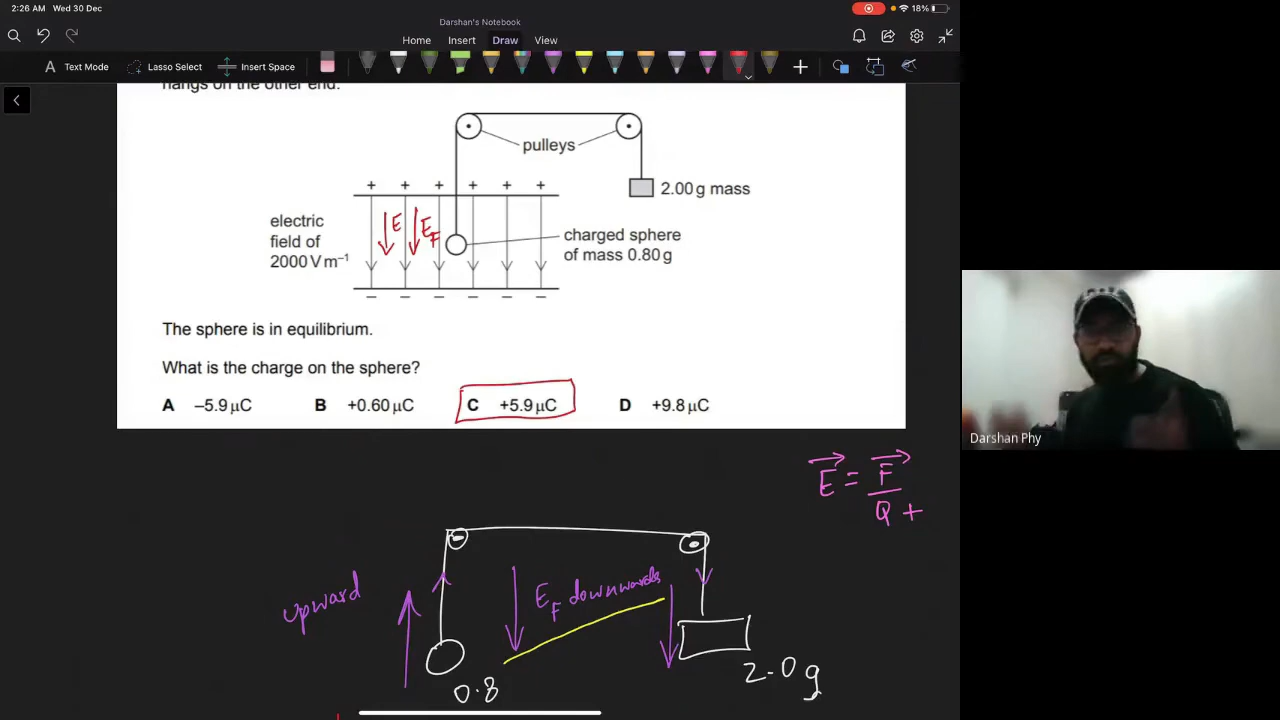 2:26 AM Wed 30 Dec
18%
Darshan's Notebook
Home Insert Draw View
Text Mode Lasso Select Insert Space
hangs on the other end.
pulleys
2.00 g mass
+ + + + + +
electric
field of
2000 V m⁻¹
E
E_F
charged sphere
of mass 0.80 g
– – – – – –
The sphere is in equilibrium.
What is the charge on the sphere?
A –5.9 µC B +0.60 µC C +5.9 µC D +9.8 µC
Darshan Phy
E = F
Q +
upward
E_F downwards
0.8
2.0 g